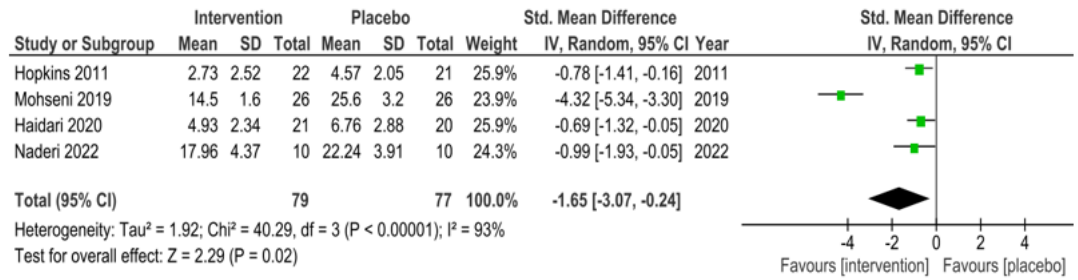 Intervention Placebo Std. Mean Difference Std. Mean Difference
Study or Subgroup Mean SD Total Mean SD Total Weight IV, Random, 95% CI Year IV, Random, 95% CI
Hopkins 2011 2.73 2.52 22 4.57 2.05 21 25.9% -0.78 [-1.41, -0.16] 2011
Mohseni 2019 14.5 1.6 26 25.6 3.2 26 23.9% -4.32 [-5.34, -3.30] 2019
Haidari 2020 4.93 2.34 21 6.76 2.88 20 25.9% -0.69 [-1.32, -0.05] 2020
Naderi 2022 17.96 4.37 10 22.24 3.91 10 24.3% -0.99 [-1.93, -0.05] 2022
Total (95% CI) 79 77 100.0% -1.65 [-3.07, -0.24]
Heterogeneity: Tau² = 1.92; Chi² = 40.29, df = 3 (P < 0.00001); I² = 93%
Test for overall effect: Z = 2.29 (P = 0.02)
-4 -2 0 2 4
Favours [intervention] Favours [placebo]